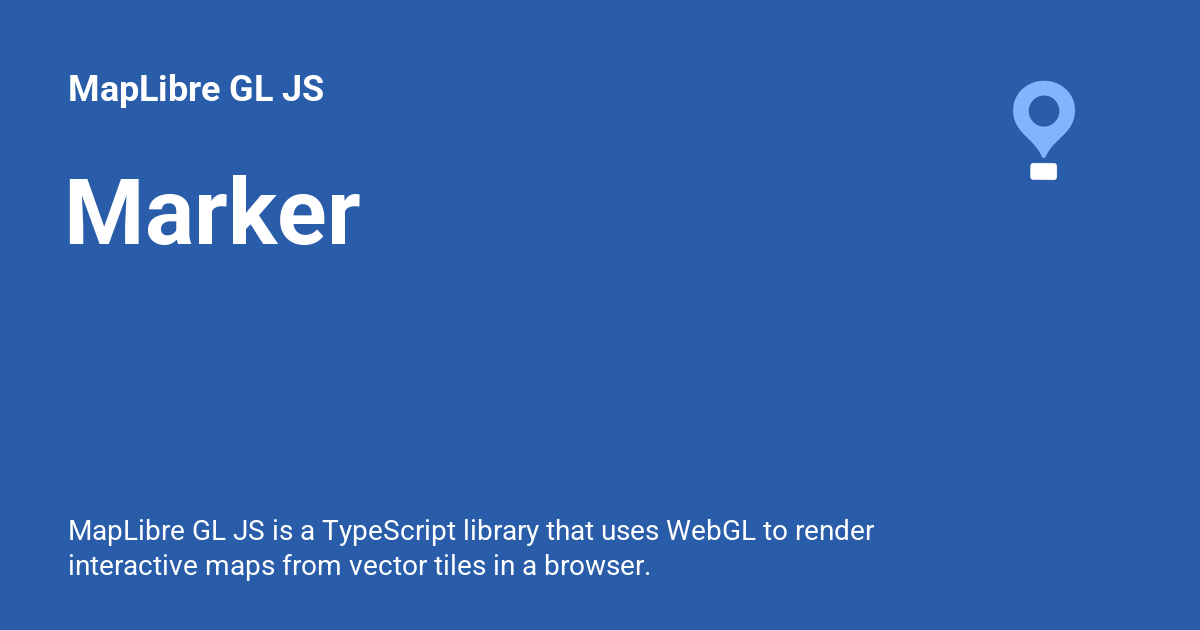 MapLibre GL JS
Marker
MapLibre GL JS is a TypeScript library that uses WebGL to render
interactive maps from vector tiles in a browser.